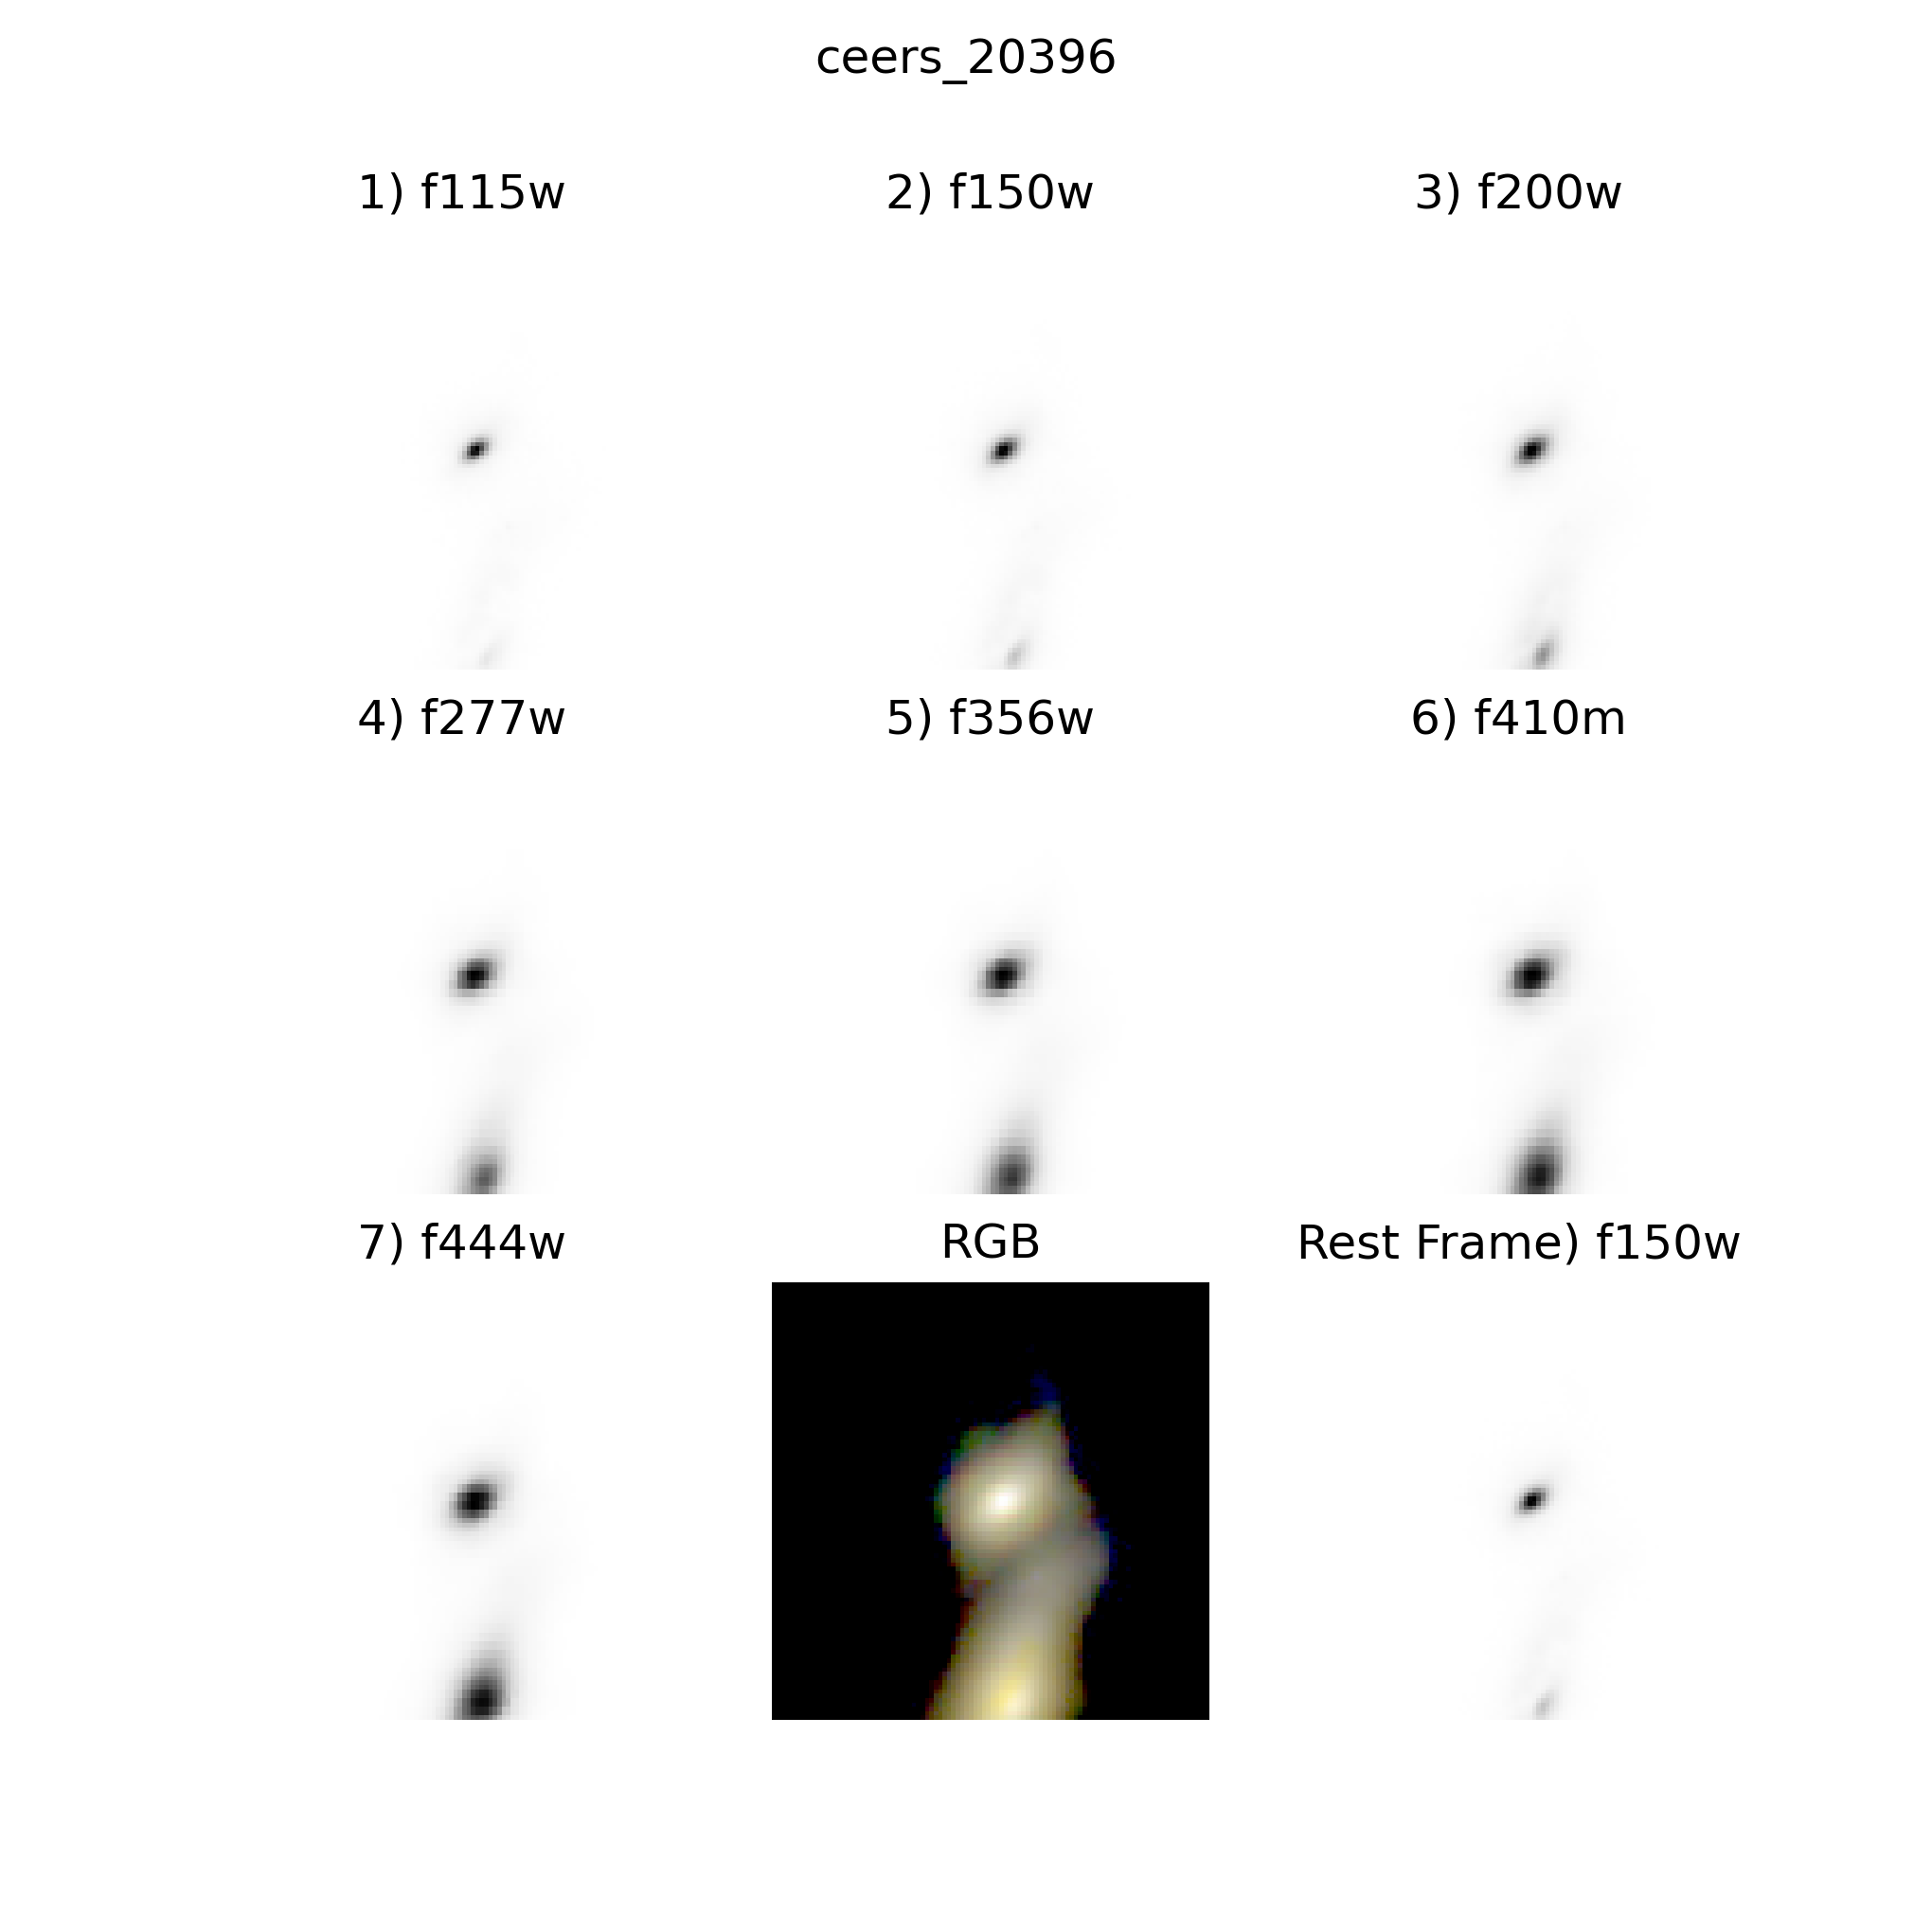 ceers_20396
1) f115w
2) f150w
3) f200w
4) f277w
5) f356w
6) f410m
7) f444w
RGB
Rest Frame) f150w